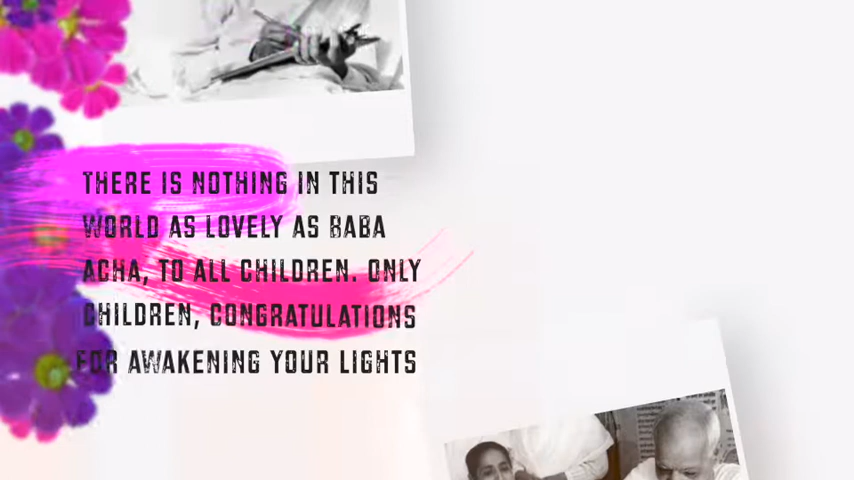 THERE IS NOTHING IN THIS
WORLD AS LOVELY AS BABA
ACHA, TO ALL CHILDREN. ONLY
CHILDREN, CONGRATULATIONS
FOR AWAKENING YOUR LIGHTS